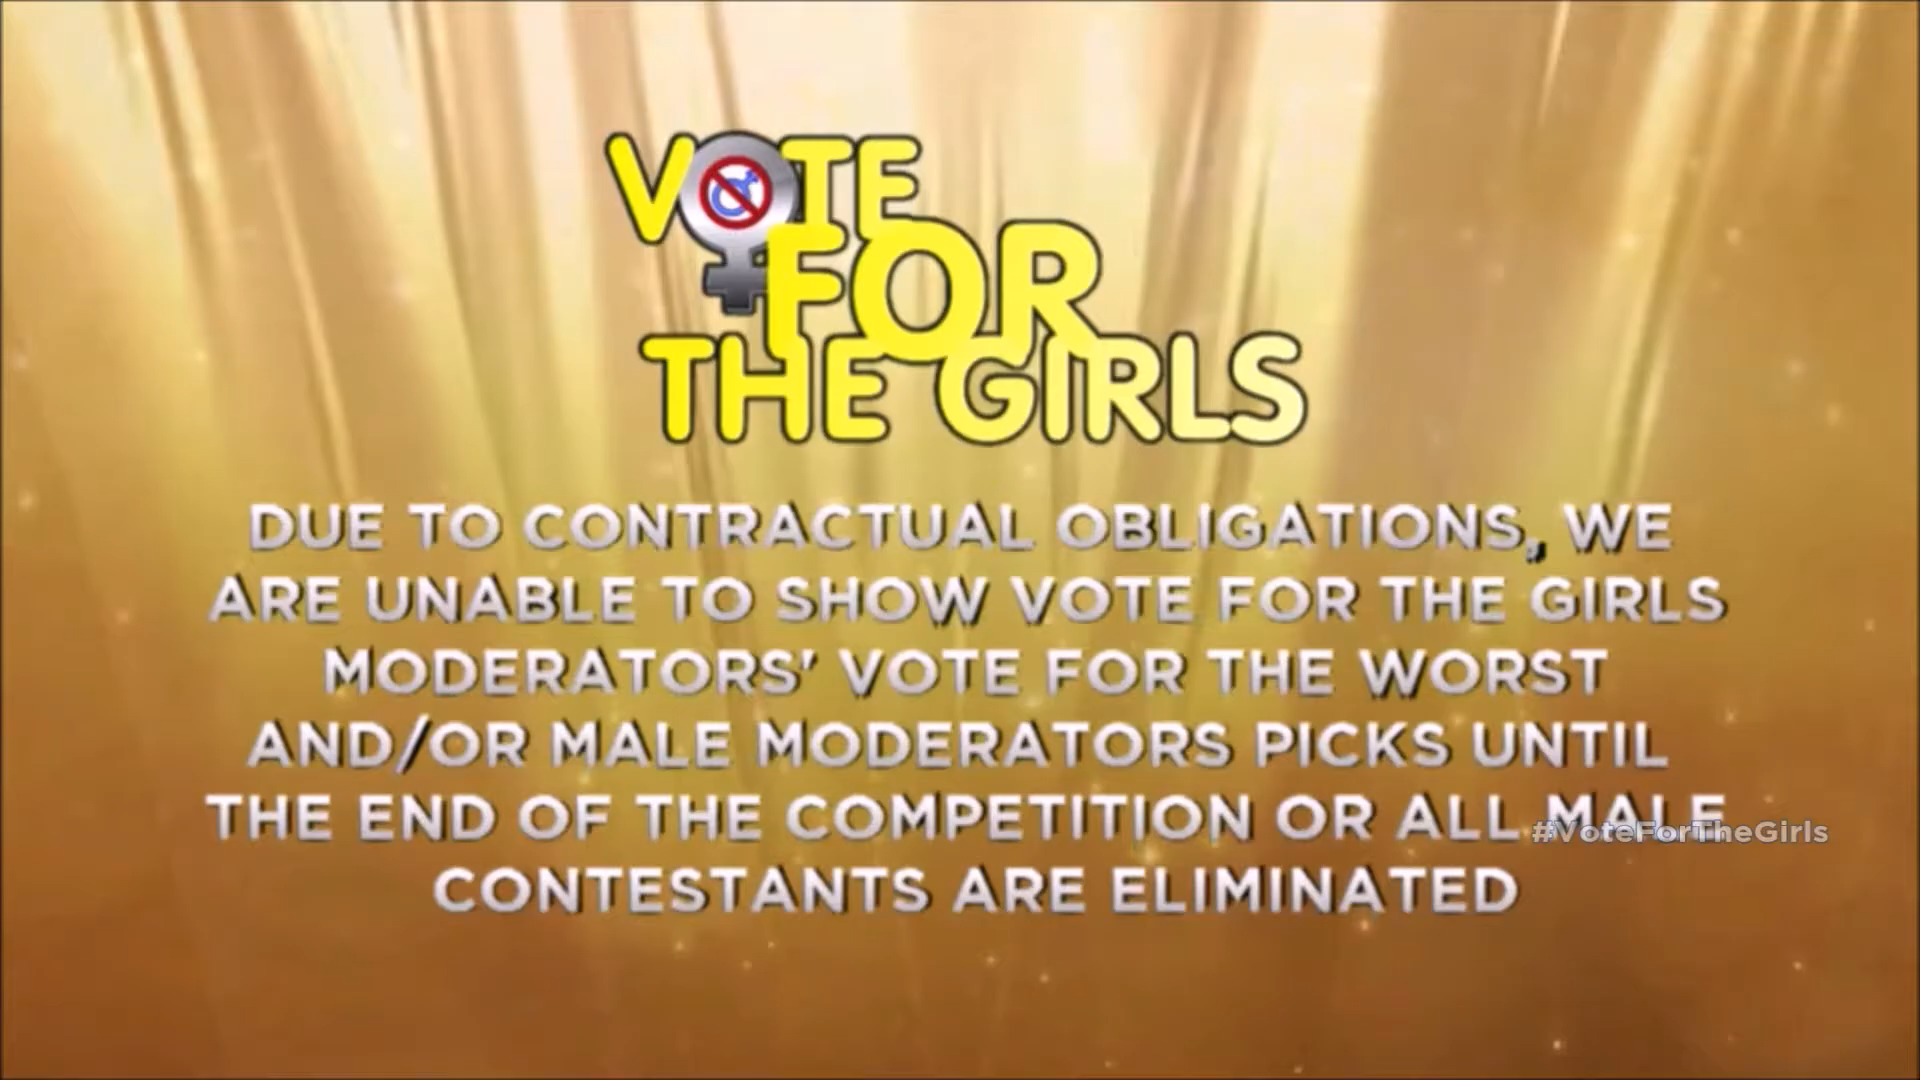 VOTE
FOR
THE GIRLS
DUE TO CONTRACTUAL OBLIGATIONS, WE
ARE UNABLE TO SHOW VOTE FOR THE GIRLS
MODERATORS' VOTE FOR THE WORST
AND/OR MALE MODERATORS PICKS UNTIL
THE END OF THE COMPETITION OR ALL MALE
#VoteForTheGirls
CONTESTANTS ARE ELIMINATED